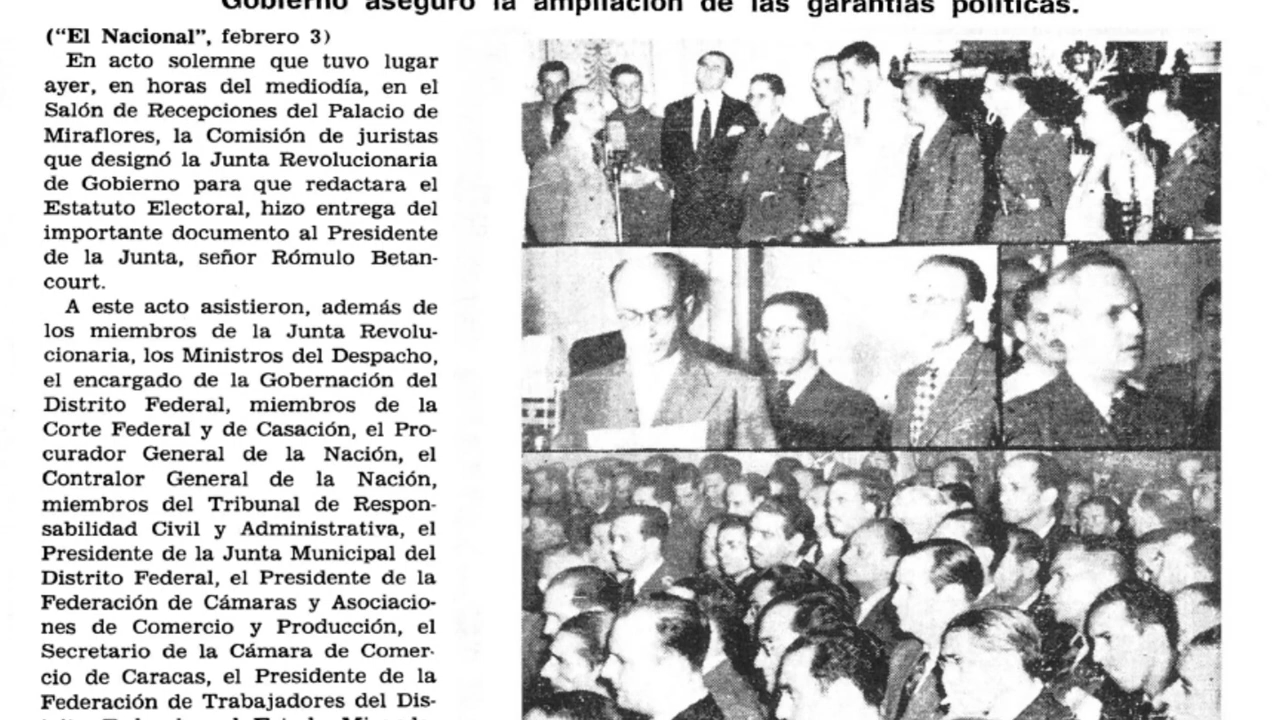 Gobierno aseguró la ampliación de las garantías políticas.
("El Nacional", febrero 3)
En acto solemne que tuvo lugar
ayer, en horas del mediodía, en el
Salón de Recepciones del Palacio de
Miraflores, la Comisión de juristas
que designó la Junta Revolucionaria
de Gobierno para que redactara el
Estatuto Electoral, hizo entrega del
importante documento al Presidente
de la Junta, señor Rómulo Betan-
court.
A este acto asistieron, además de
los miembros de la Junta Revolu-
cionaria, los Ministros del Despacho,
el encargado de la Gobernación del
Distrito Federal, miembros de la
Corte Federal y de Casación, el Pro-
curador General de la Nación, el
Contralor General de la Nación,
miembros del Tribunal de Respon-
sabilidad Civil y Administrativa, el
Presidente de la Junta Municipal del
Distrito Federal, el Presidente de la
Federación de Cámaras y Asociacio-
nes de Comercio y Producción, el
Secretario de la Cámara de Comer-
cio de Caracas, el Presidente de la
Federación de Trabajadores del Dis-